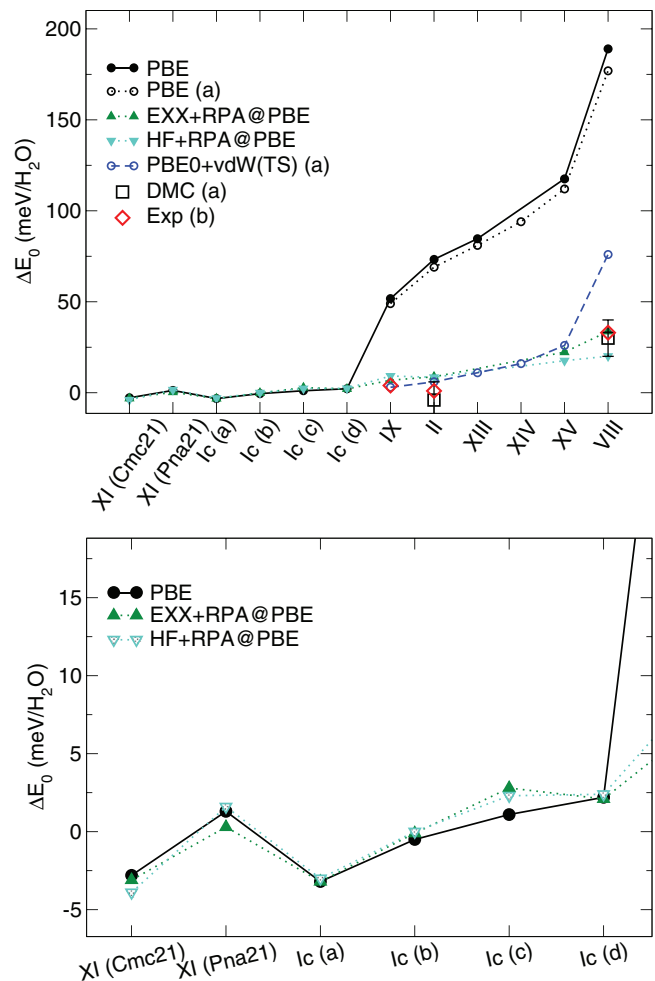 200
150
100
50
0
ΔE₀ (meV/H₂O)
PBE
PBE (a)
EXX+RPA@PBE
HF+RPA@PBE
PBE0+vdW(TS) (a)
DMC (a)
Exp (b)
XI (Cmc21)
XI (Pna21)
Ic (a)
Ic (b)
Ic (c)
Ic (d)
IX
II
XIII
XIV
XV
VIII
15
10
5
0
-5
ΔE₀ (meV/H₂O)
PBE
EXX+RPA@PBE
HF+RPA@PBE
XI (Cmc21)
XI (Pna21)
Ic (a)
Ic (b)
Ic (c)
Ic (d)